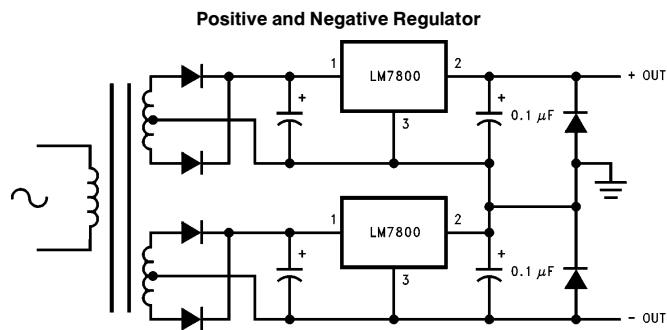 Positive and Negative Regulator
1 LM7800 2 + OUT
+ 3 + 0.1 μF
1 LM7800 2
+ 3 + 0.1 μF
− OUT